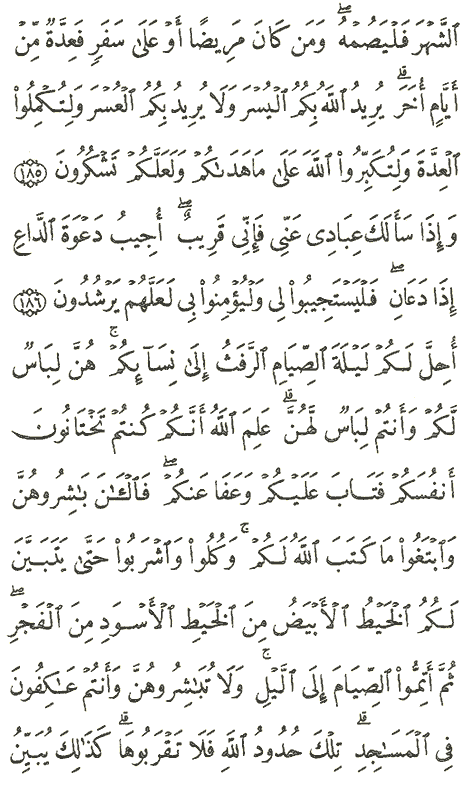 ٱلشَّهۡرَ فَلۡيَصُمۡهُۖ وَمَن كَانَ مَرِيضًا أَوۡ عَلَىٰ سَفَرٖ فَعِدَّةٞ مِّنۡ
أَيَّامٍ أُخَرَۗ يُرِيدُ ٱللَّهُ بِكُمُ ٱلۡيُسۡرَ وَلَا يُرِيدُ بِكُمُ ٱلۡعُسۡرَ وَلِتُكۡمِلُواْ
ٱلۡعِدَّةَ وَلِتُكَبِّرُواْ ٱللَّهَ عَلَىٰ مَا هَدَىٰكُمۡ وَلَعَلَّكُمۡ تَشۡكُرُونَ ١٨٥
وَإِذَا سَأَلَكَ عِبَادِي عَنِّي فَإِنِّي قَرِيبٌۖ أُجِيبُ دَعۡوَةَ ٱلدَّاعِ
إِذَا دَعَانِۖ فَلۡيَسۡتَجِيبُواْ لِي وَلۡيُؤۡمِنُواْ بِي لَعَلَّهُمۡ يَرۡشُدُونَ ١٨٦
أُحِلَّ لَكُمۡ لَيۡلَةَ ٱلصِّيَامِ ٱلرَّفَثُ إِلَىٰ نِسَآئِكُمۡۚ هُنَّ لِبَاسٞ
لَّكُمۡ وَأَنتُمۡ لِبَاسٞ لَّهُنَّۗ عَلِمَ ٱللَّهُ أَنَّكُمۡ كُنتُمۡ تَخۡتَانُونَ
أَنفُسَكُمۡ فَتَابَ عَلَيۡكُمۡ وَعَفَا عَنكُمۡۖ فَٱلۡـَٰٔنَ بَٰشِرُوهُنَّ
وَٱبۡتَغُواْ مَا كَتَبَ ٱللَّهُ لَكُمۡۚ وَكُلُواْ وَٱشۡرَبُواْ حَتَّىٰ يَتَبَيَّنَ
لَكُمُ ٱلۡخَيۡطُ ٱلۡأَبۡيَضُ مِنَ ٱلۡخَيۡطِ ٱلۡأَسۡوَدِ مِنَ ٱلۡفَجۡرِۖ
ثُمَّ أَتِمُّواْ ٱلصِّيَامَ إِلَى ٱلَّيۡلِۚ وَلَا تُبَٰشِرُوهُنَّ وَأَنتُمۡ عَٰكِفُونَ
فِي ٱلۡمَسَٰجِدِۗ تِلۡكَ حُدُودُ ٱللَّهِ فَلَا تَقۡرَبُوهَاۗ كَذَٰلِكَ يُبَيِّنُ